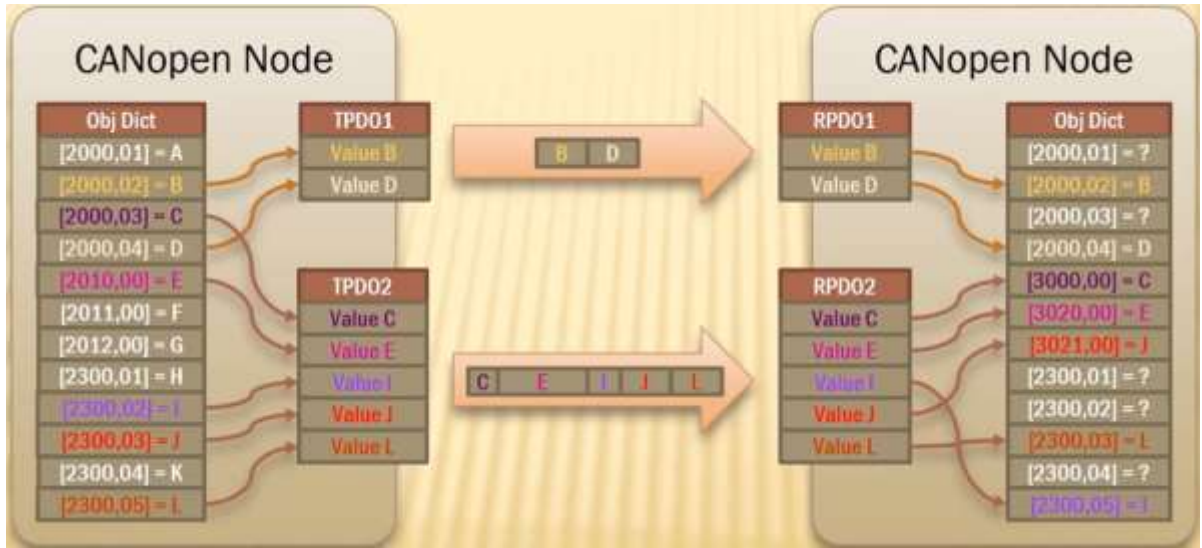 CANopen Node
Obj Dict
[2000,01] = A
[2000,02] = B
[2000,03] = C
[2000,04] = D
[2010,00] = E
[2011,00] = F
[2012,00] = G
[2300,01] = H
[2300,02] = I
[2300,03] = J
[2300,04] = K
[2300,05] = L
TPDO1
Value B
Value D
TPDO2
Value C
Value E
Value I
Value J
Value L
B D
C E I J L
CANopen Node
RPDO1
Value B
Value D
RPDO2
Value C
Value E
Value I
Value J
Value L
Obj Dict
[2000,01] = ?
[2000,02] = B
[2000,03] = ?
[2000,04] = D
[3000,00] = C
[3020,00] = E
[3021,00] = J
[2300,01] = ?
[2300,02] = ?
[2300,03] = L
[2300,04] = ?
[2300,05] = I